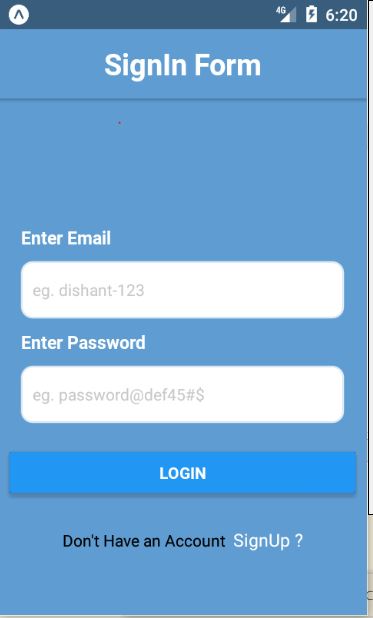 4G 6:20
SignIn Form
Enter Email
eg. dishant-123
Enter Password
eg. password@def45#$
LOGIN
Don't Have an Account SignUp ?